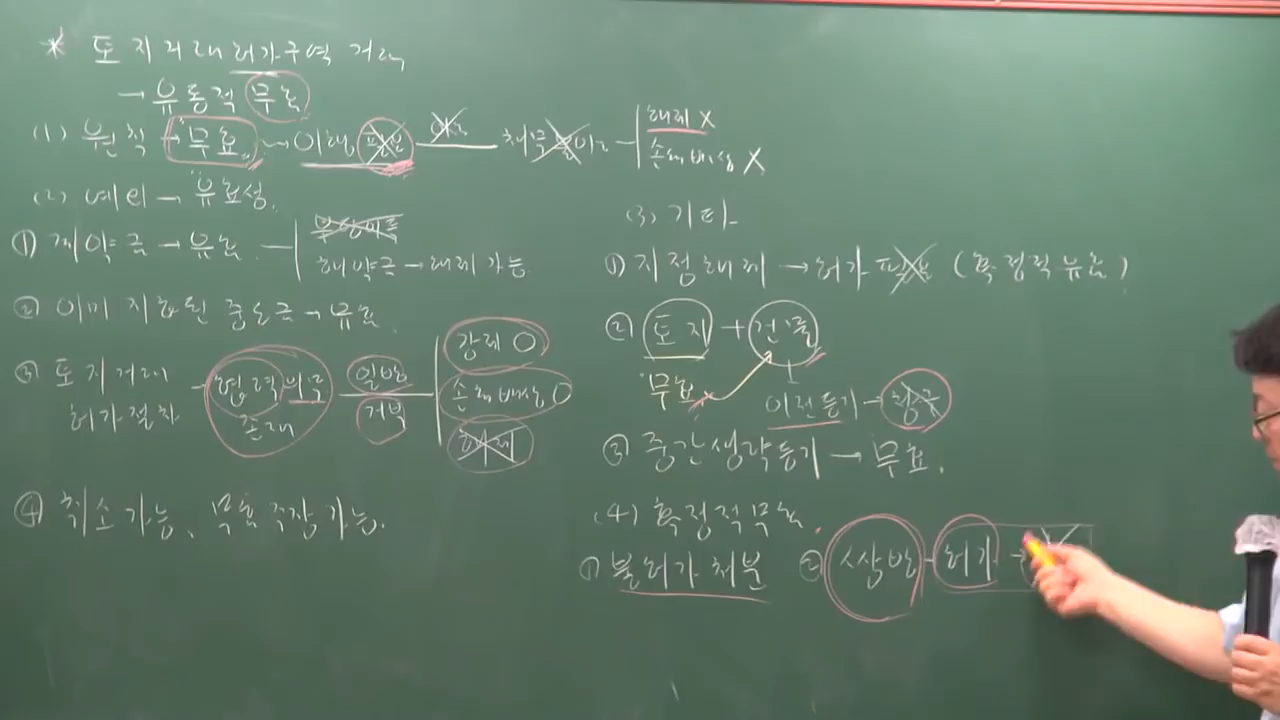 * 토지거래허가구역 거래
→ 유동적 무효
(1) 원칙 → "무효" → 이행 필요 → 채무불이행 해제 X
손해배상 X
(2) 예외 → "유효성.
① 계약금 → 유효 부당이득
해약금 → 해제 가능
② 이미 지급된 중도금 → 유효.
③ 토지거래 허가절차 - 협력의무 존재 일방 거부 강제 O
손해배상 O
해제
④ 취소가능, 무효 주장 가능.
(3) 기타
① 지정해제 → 허가 필요 (확정적 유효)
② 토지 + 건물
"무효" 이전등기 - 청구
③ 중간생략등기 → 무효.
(4) 확정적 무효.
① 불허가 처분 ② 쌍방 - 허가 -